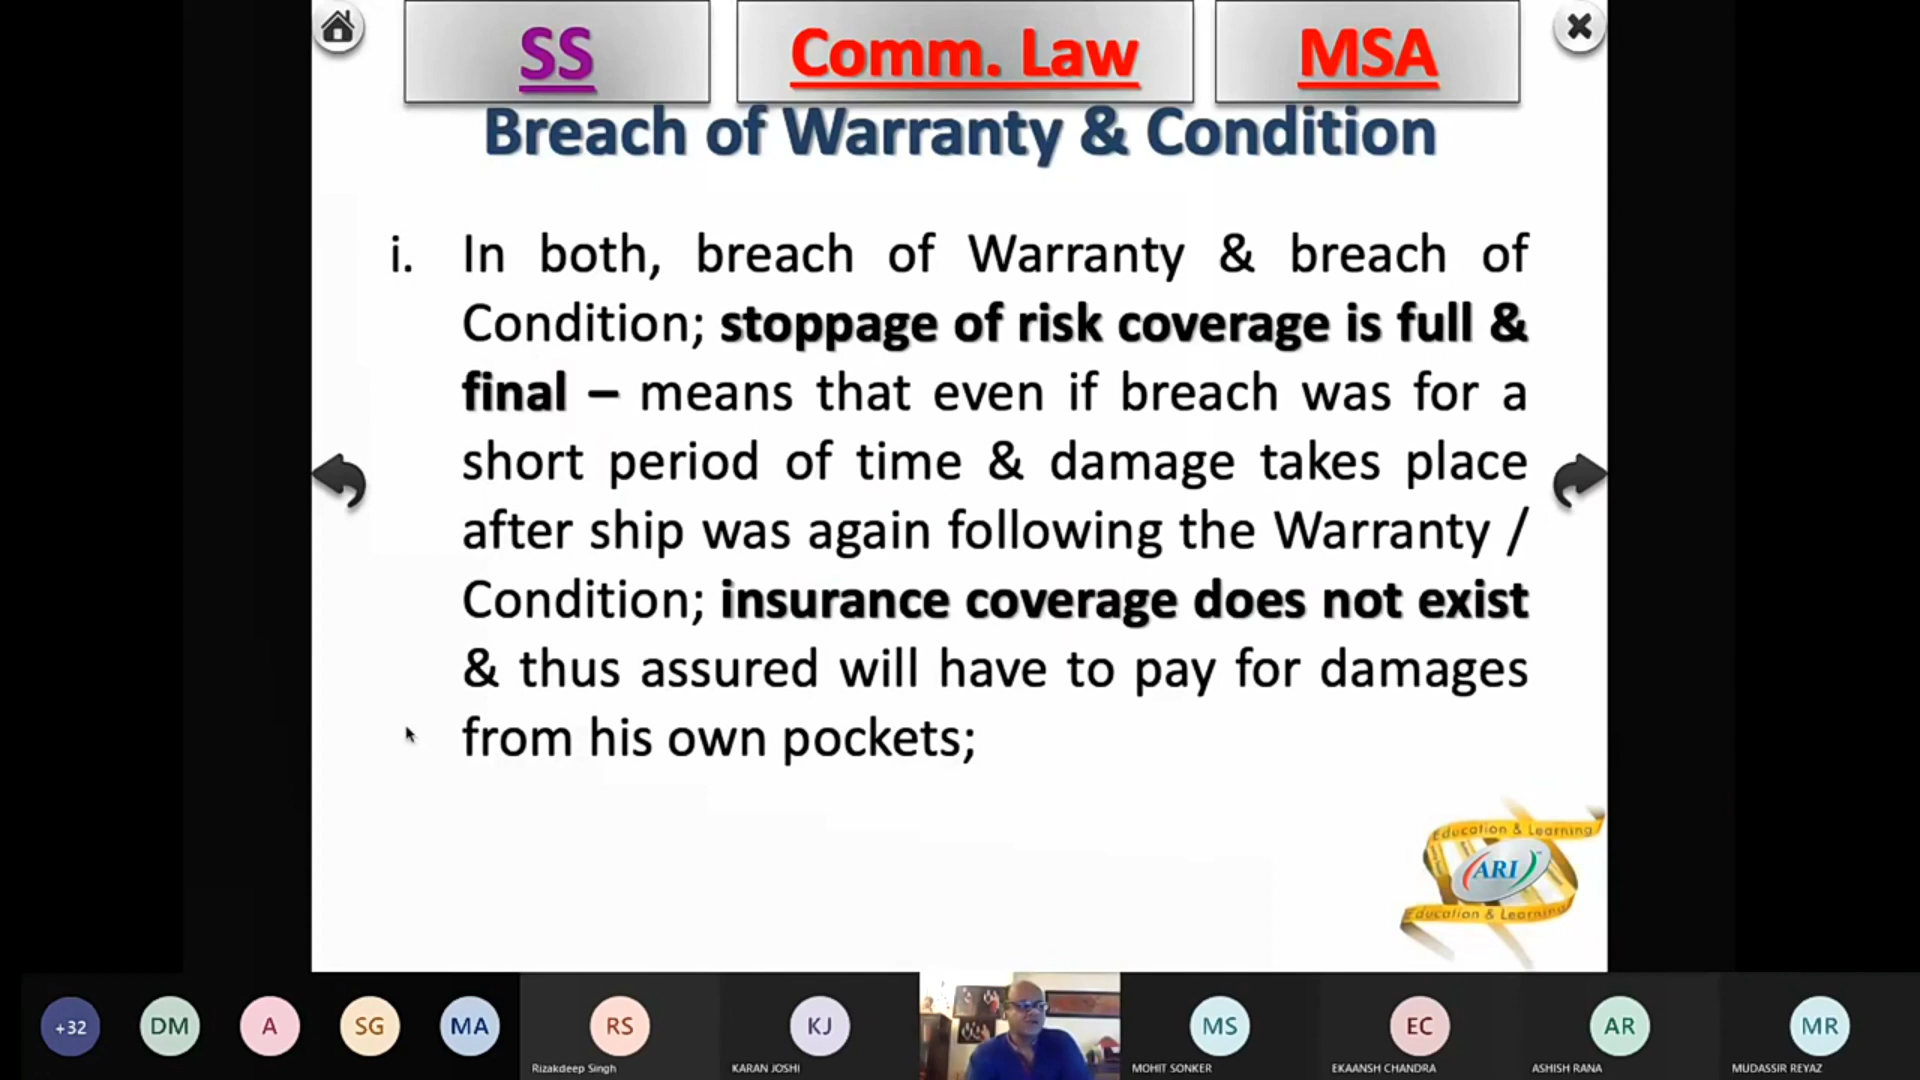 SS
Comm. Law
MSA
Breach of Warranty & Condition
i. In both, breach of Warranty & breach of
Condition; stoppage of risk coverage is full &
final – means that even if breach was for a
short period of time & damage takes place
after ship was again following the Warranty /
Condition; insurance coverage does not exist
& thus assured will have to pay for damages
from his own pockets;
Education & Learning
ARI
Education & Learning
+32
DM
A
SG
MA
RS
KJ
MS
EC
AR
MR
Rizakdeep Singh
KARAN JOSHI
MOHIT SONKER
EKAANSH CHANDRA
ASHISH RANA
MUDASSIR REYAZ